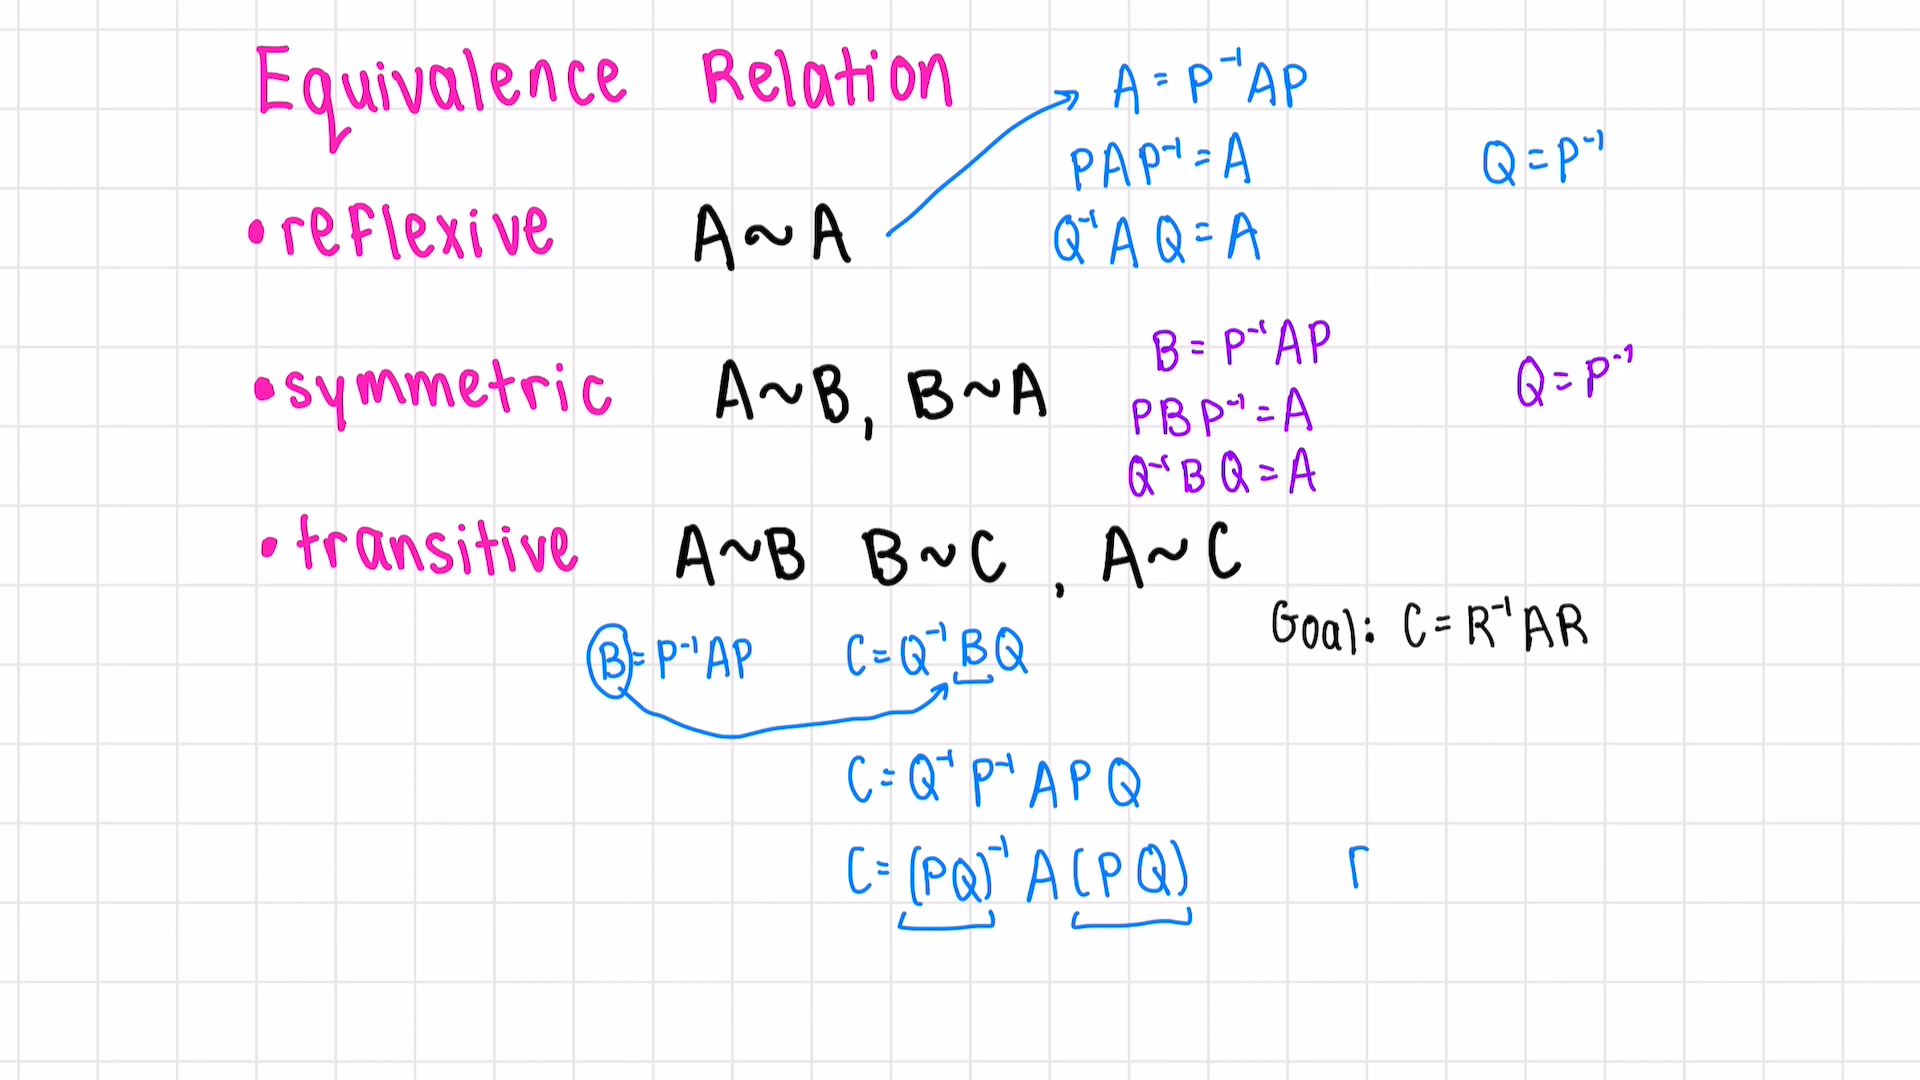 Equivalence Relation
A = P⁻¹AP
PAP⁻¹ = A
Q = P⁻¹
• reflexive A ~ A
Q⁻¹A Q = A
B = P⁻¹AP
• symmetric A ~ B, B ~ A
Q = P⁻¹
PBP⁻¹ = A
Q⁻¹BQ = A
• transitive A ~ B B ~ C , A ~ C
Goal: C = R⁻¹AR
B = P⁻¹AP C = Q⁻¹BQ
C = Q⁻¹P⁻¹APQ
C = (PQ)⁻¹A(PQ)